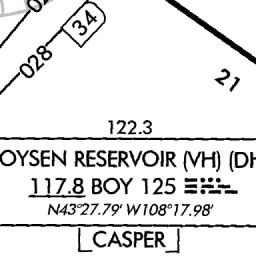 34
028
21
122.3
OYSEN RESERVOIR (VH) (DH
117.8 BOY 125
N43°27.79' W108°17.98'
CASPER